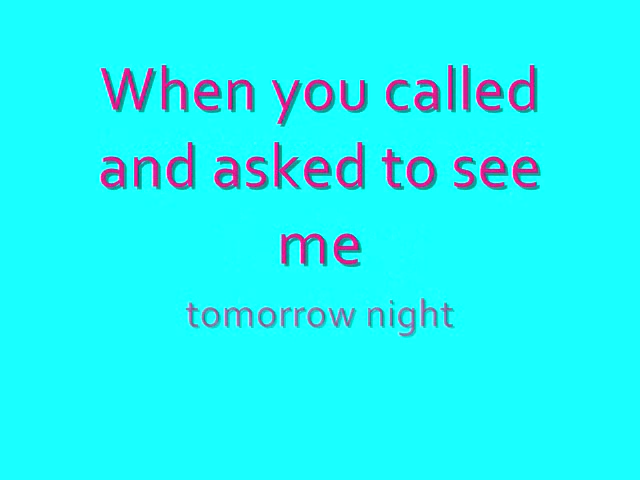 When you called
and asked to see
me
tomorrow night